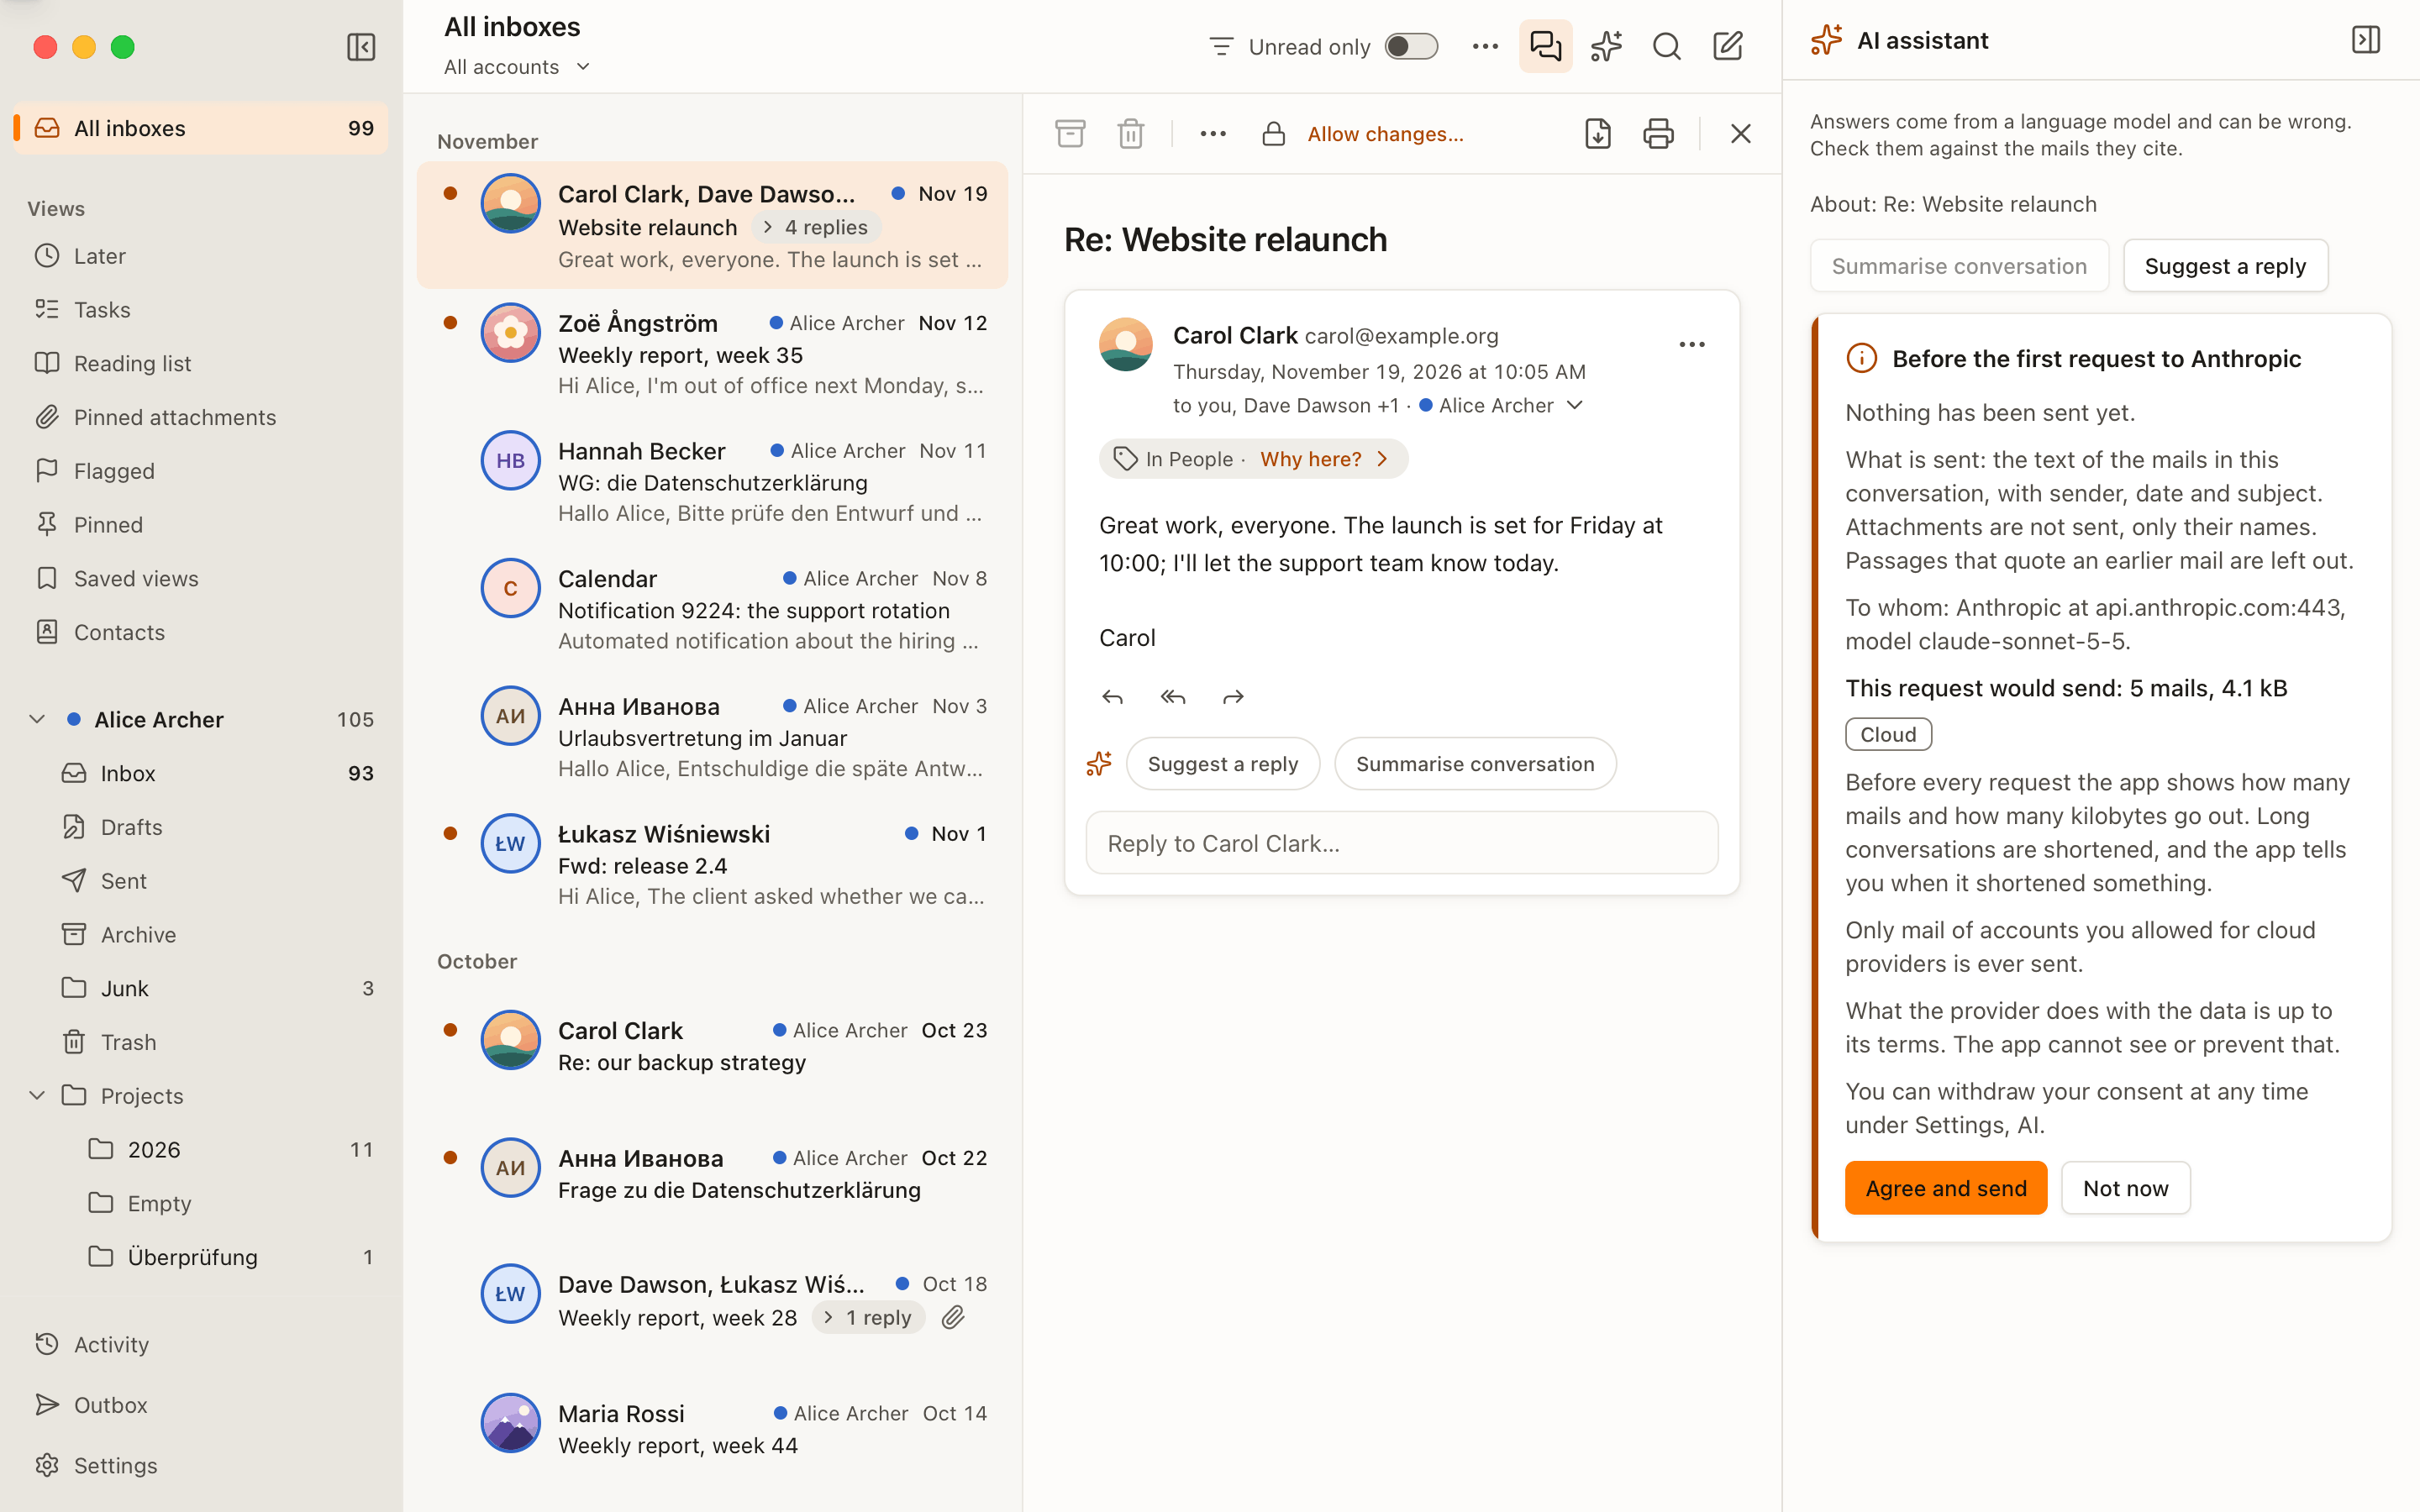 All inboxes 99
Views
Later
Tasks
Reading list
Pinned attachments
Flagged
Pinned
Saved views
Contacts
Alice Archer 105
Inbox 93
Drafts
Sent
Archive
Junk 3
Trash
Projects
2026 11
Empty
Überprüfung 1
Activity
Outbox
Settings
All inboxes
All accounts
Unread only
November
Carol Clark, Dave Dawso... Nov 19
Website relaunch 4 replies
Great work, everyone. The launch is set ...
Zoë Ångström Alice Archer Nov 12
Weekly report, week 35
Hi Alice, I'm out of office next Monday, s...
HB
Hannah Becker Alice Archer Nov 11
WG: die Datenschutzerklärung
Hallo Alice, Bitte prüfe den Entwurf und ...
C
Calendar Alice Archer Nov 8
Notification 9224: the support rotation
Automated notification about the hiring ...
АИ
Анна Иванова Alice Archer Nov 3
Urlaubsvertretung im Januar
Hallo Alice, Entschuldige die späte Antw...
ŁW
Łukasz Wiśniewski Nov 1
Fwd: release 2.4
Hi Alice, The client asked whether we ca...
October
Carol Clark Alice Archer Oct 23
Re: our backup strategy
АИ
Анна Иванова Alice Archer Oct 22
Frage zu die Datenschutzerklärung
ŁW
Dave Dawson, Łukasz Wiś... Oct 18
Weekly report, week 28 1 reply
Maria Rossi Alice Archer Oct 14
Weekly report, week 44
Allow changes...
Re: Website relaunch
Carol Clark carol@example.org
Thursday, November 19, 2026 at 10:05 AM
to you, Dave Dawson +1 · Alice Archer
In People · Why here?
Great work, everyone. The launch is set for Friday at
10:00; I'll let the support team know today.
Carol
Suggest a reply Summarise conversation
Reply to Carol Clark...
AI assistant
Answers come from a language model and can be wrong.
Check them against the mails they cite.
About: Re: Website relaunch
Summarise conversation Suggest a reply
Before the first request to Anthropic
Nothing has been sent yet.
What is sent: the text of the mails in this
conversation, with sender, date and subject.
Attachments are not sent, only their names.
Passages that quote an earlier mail are left out.
To whom: Anthropic at api.anthropic.com:443,
model claude-sonnet-5-5.
This request would send: 5 mails, 4.1 kB
Cloud
Before every request the app shows how many
mails and how many kilobytes go out. Long
conversations are shortened, and the app tells
you when it shortened something.
Only mail of accounts you allowed for cloud
providers is ever sent.
What the provider does with the data is up to
its terms. The app cannot see or prevent that.
You can withdraw your consent at any time
under Settings, AI.
Agree and send Not now